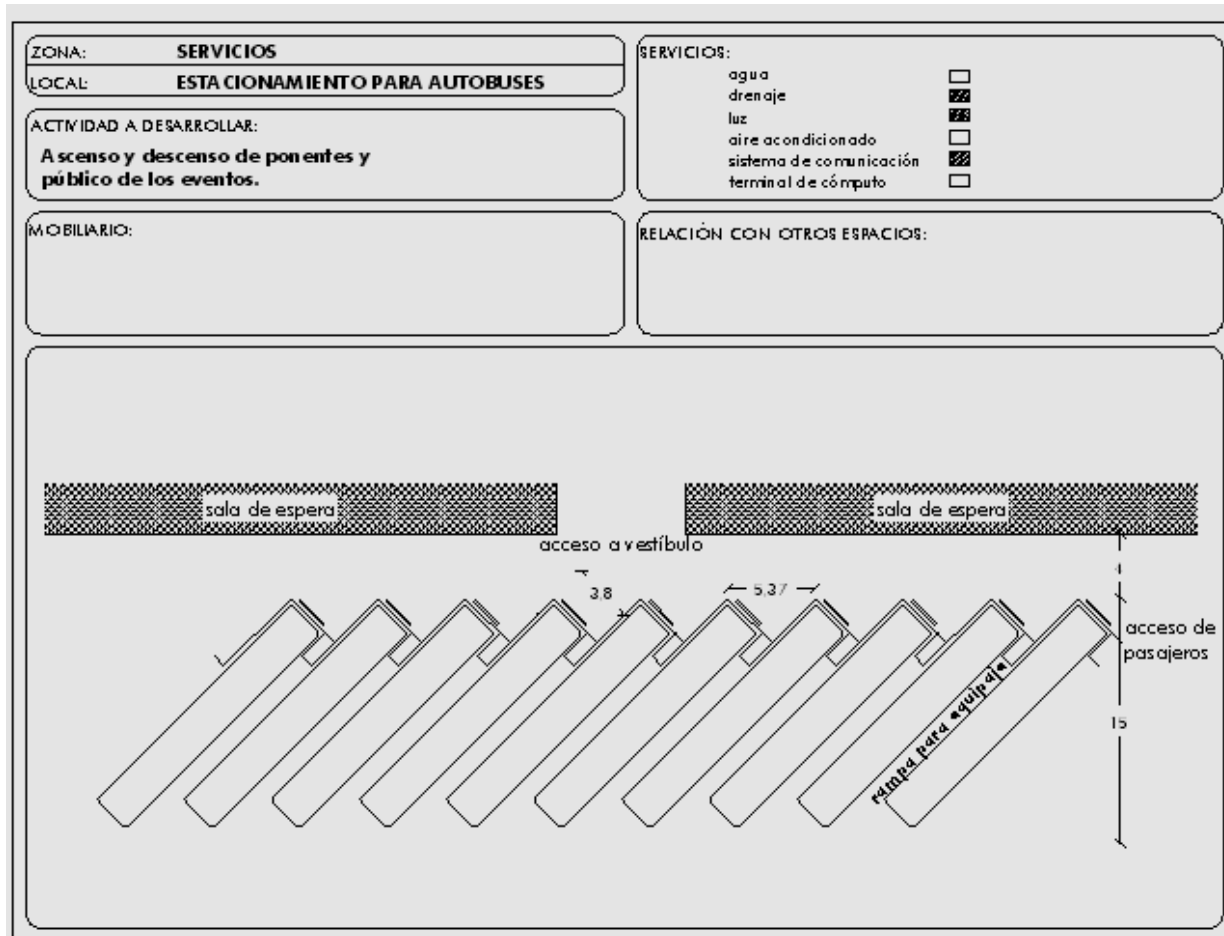 ZONA: SERVICIOS
LOCAL: ESTACIONAMIENTO PARA AUTOBUSES
ACTIVIDAD A DESARROLLAR:
Ascenso y descenso de ponentes y
público de los eventos.
SERVICIOS:
agua
drenaje
luz
aire acondicionado
sistema de comunicación
terminal de cómputo
MOBILIARIO:
RELACIÓN CON OTROS ESPACIOS:
sala de espera
sala de espera
acceso a vestíbulo
4
3.8
5.37
acceso de
pasajeros
rampa para aquipaje
15